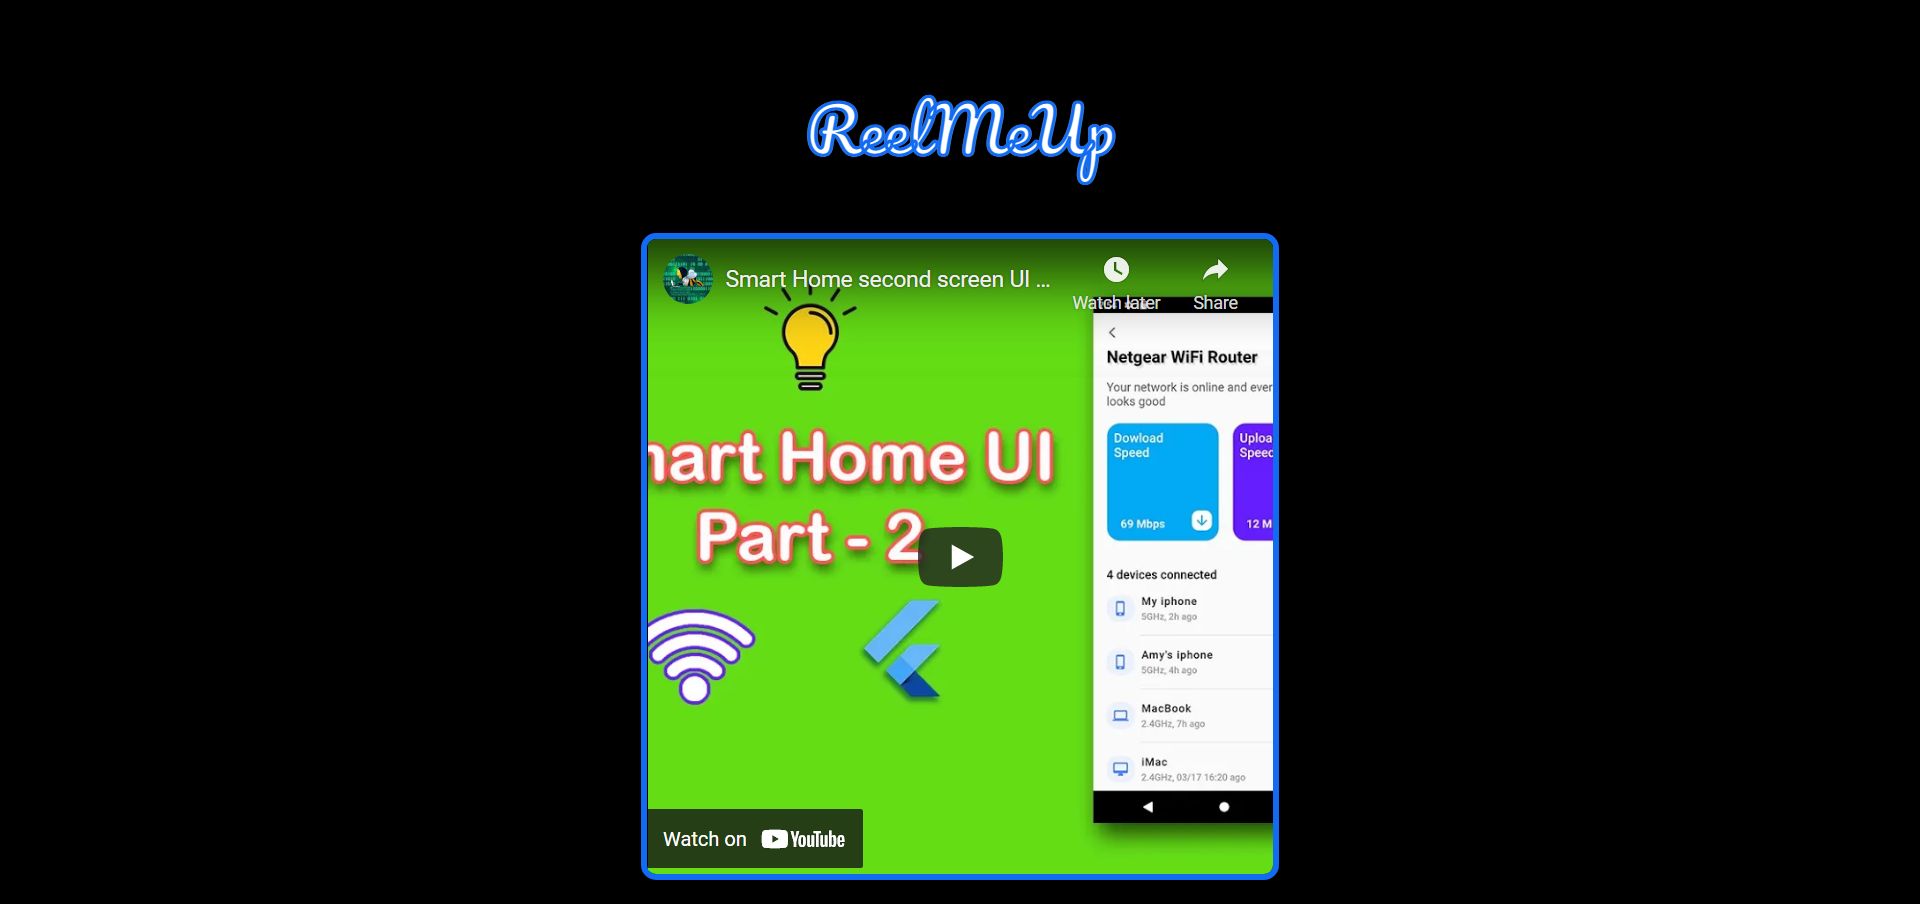 ReelMeUp
Smart Home second screen UI ...
Watch later
Share
Netgear WiFi Router
Your network is online and ever
looks good
Dowload
Speed
69 Mbps
Uploa
Speed
12 M
mart Home UI
Part - 2
4 devices connected
My iphone
5GHz, 2h ago
Amy's iphone
5GHz, 4h ago
MacBook
2.4GHz, 7h ago
iMac
2.4GHz, 03/17 16:20 ago
Watch on YouTube